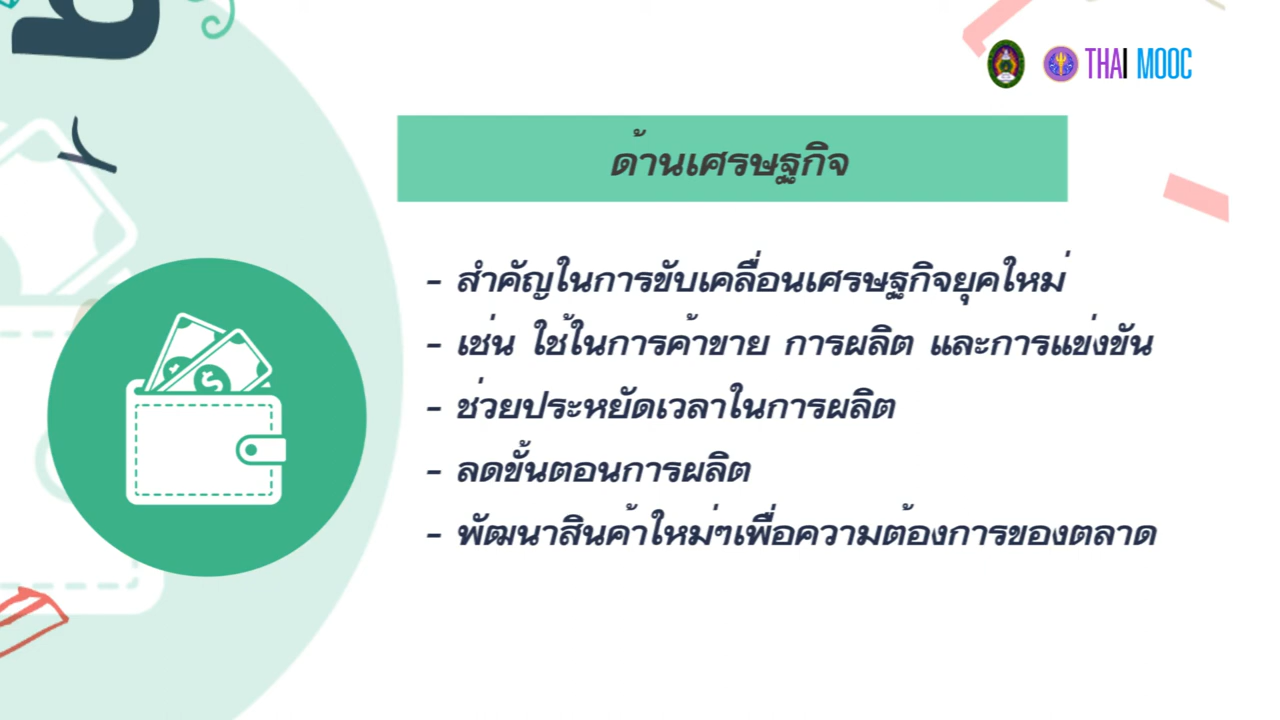 THAI MOOC
ด้านเศรษฐกิจ
- สำคัญในการขับเคลื่อนเศรษฐกิจยุคใหม่
- เช่น ใช้ในการค้าขาย การผลิต และการแข่งขัน
- ช่วยประหยัดเวลาในการผลิต
- ลดขั้นตอนการผลิต
- พัฒนาสินค้าใหม่ๆเพื่อความต้องการของตลาด